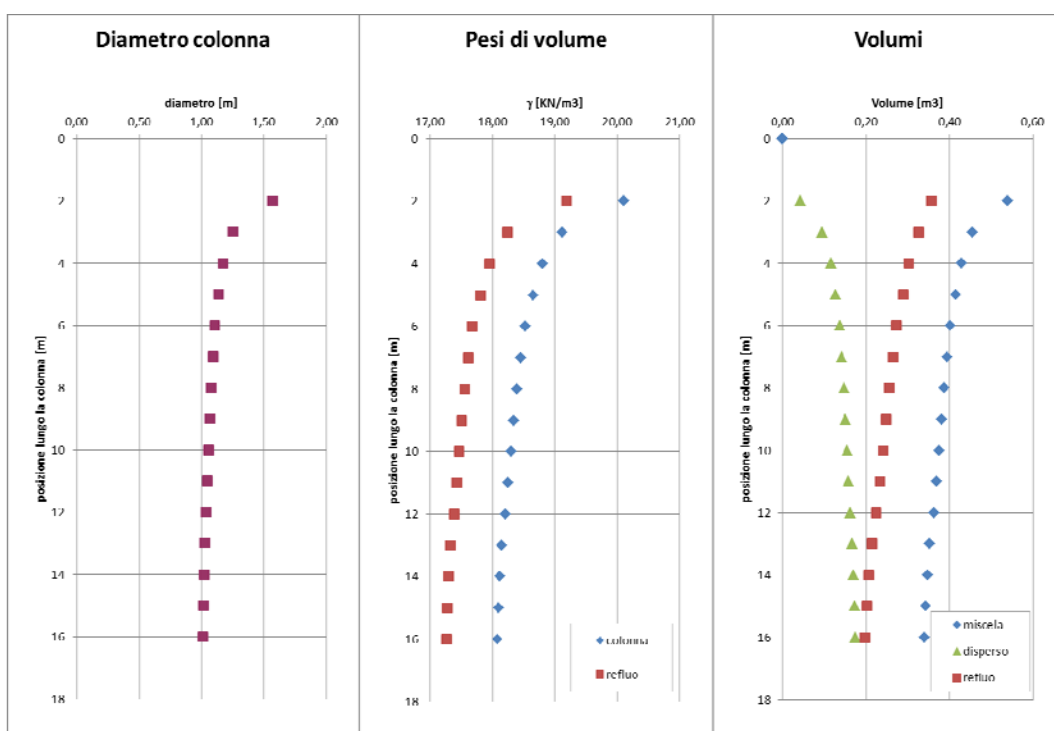 Diametro colonna
diametro [m]
0,00 0,50 1,00 1,50 2,00
0
2
4
6
8
10
12
14
16
18
posizione lungo la colonna [m]
Pesi di volume
γ [KN/m3]
17,00 18,00 19,00 20,00 21,00
0
2
4
6
8
10
12
14
16
18
posizione lungo la colonna [m]
colonna
refluo
Volumi
Volume [m3]
0,00 0,20 0,40 0,60
0
2
4
6
8
10
12
14
16
18
posizione lungo la colonna [m]
miscela
disperso
refluo